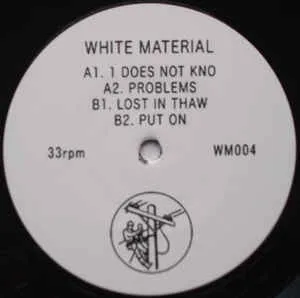 WHITE MATERIAL
A1. 1 DOES NOT KNO
A2. PROBLEMS
B1. LOST IN THAW
B2. PUT ON
33rpm WM004